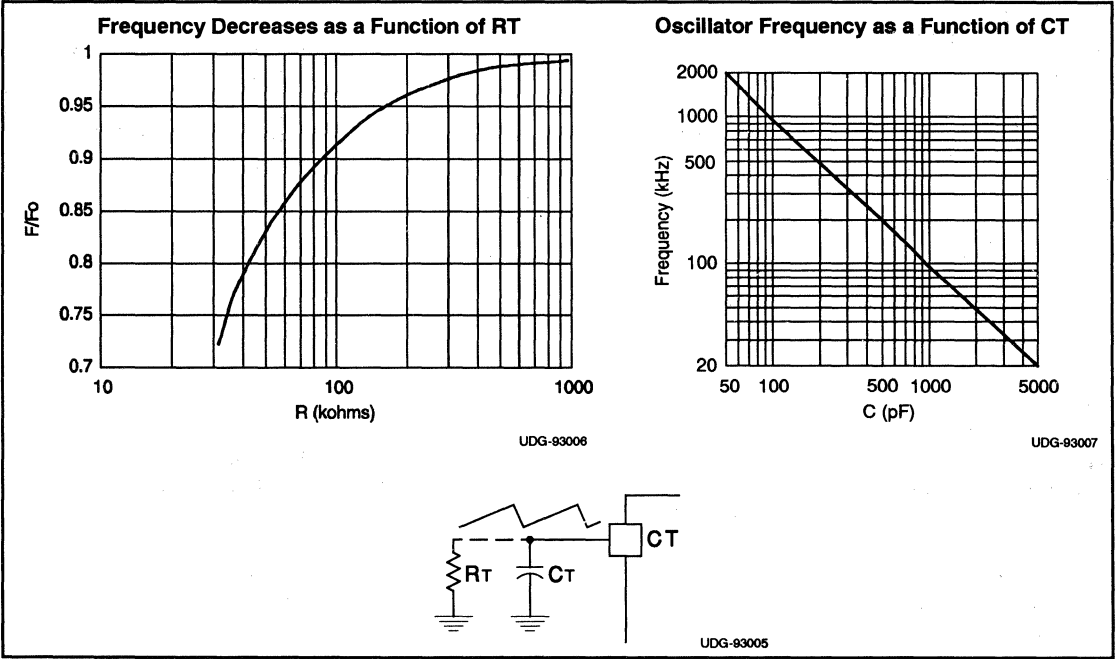 Frequency Decreases as a Function of RT
1
0.95
0.9
0.85
0.8
0.75
0.7
F/Fo
10 100 1000
R (kohms)
UDG-93006
Oscillator Frequency as a Function of CT
2000
1000
500
100
20
Frequency (kHz)
50 100 500 1000 5000
C (pF)
UDG-93007
CT
RT
CT
UDG-93005